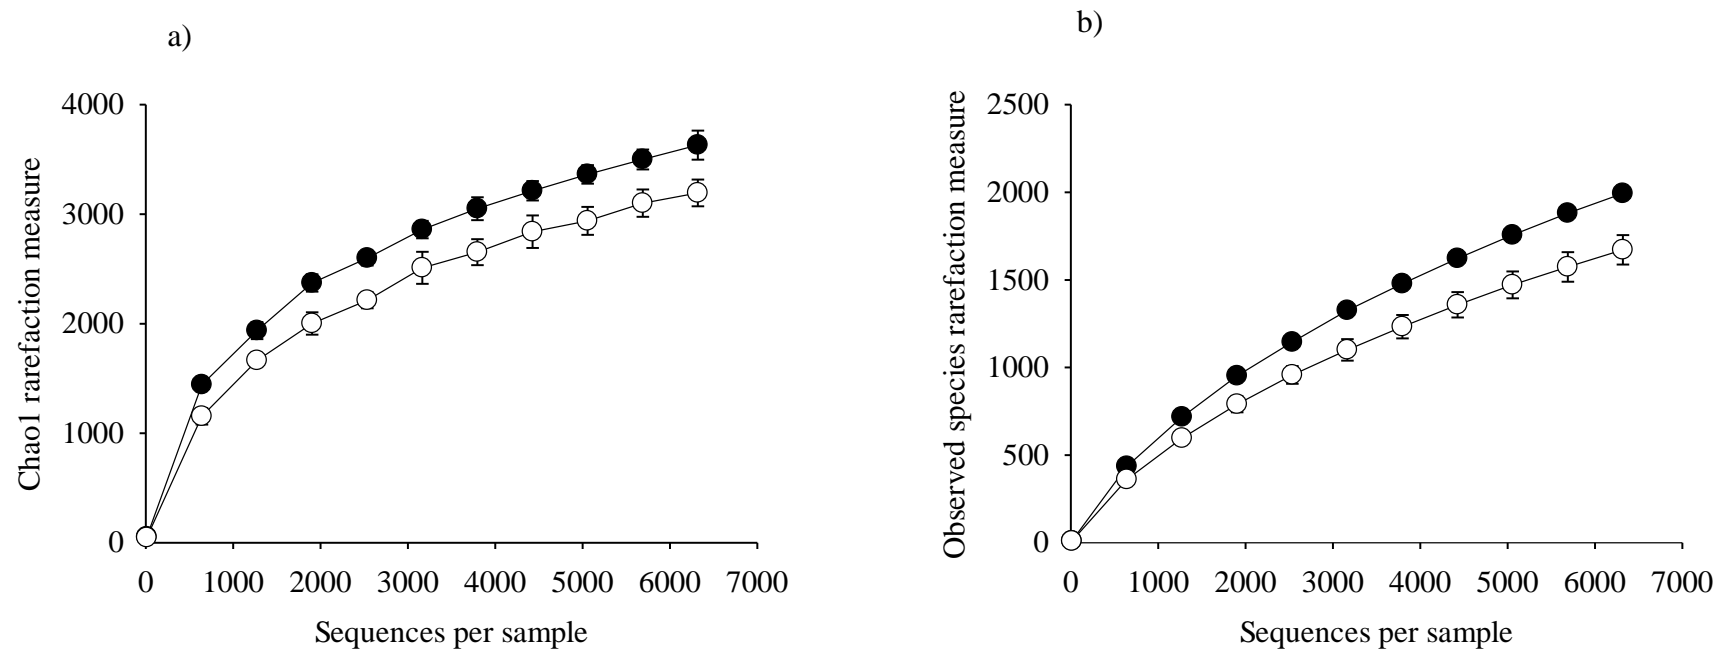 a)
Chao1 rarefaction measure
4000
3000
2000
1000
0
0 1000 2000 3000 4000 5000 6000 7000
Sequences per sample
b)
Observed species rarefaction measure
2500
2000
1500
1000
500
0
0 1000 2000 3000 4000 5000 6000 7000
Sequences per sample